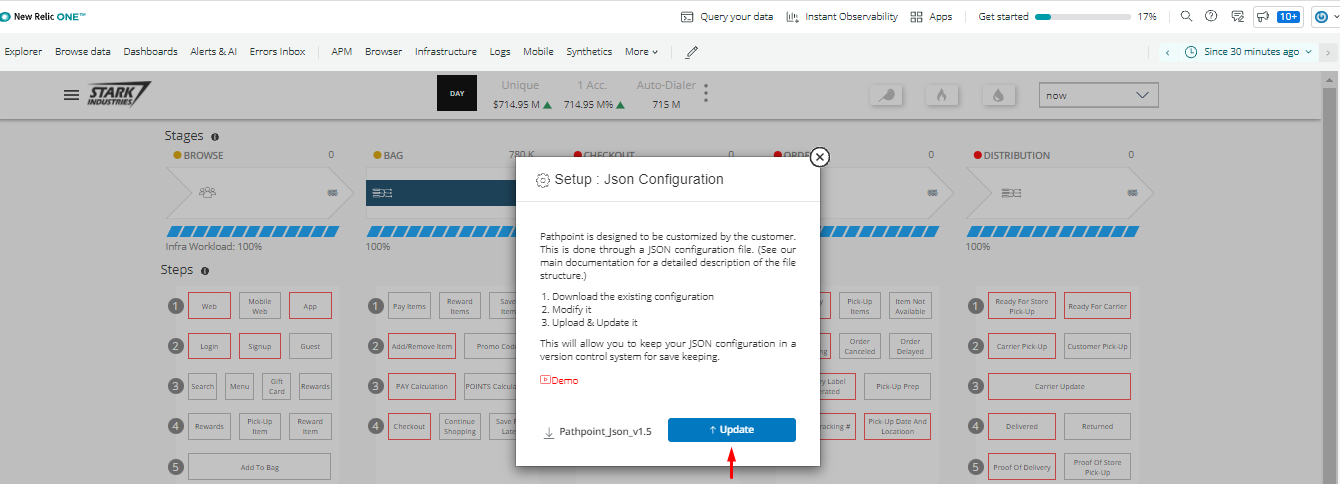 New Relic ONE™
Query your data
Instant Observability
Apps
Get started
17%
10+
Explorer
Browse data
Dashboards
Alerts & AI
Errors Inbox
APM
Browser
Infrastructure
Logs
Mobile
Synthetics
More
Since 30 minutes ago
STARK
INDUSTRIES
DAY
Unique
$714.95 M
1 Acc.
714.95 M%
Auto-Dialer
715 M
now
Stages
BROWSE
0
BAG
780 K
CHECKOUT
0
ORDE
0
DISTRIBUTION
0
Infra Workload: 100%
100%
100%
Steps
1
Web
Mobile
Web
App
2
Login
Signup
Guest
3
Search
Menu
Gift
Card
Rewards
4
Rewards
Pick-Up
Item
Reward
Item
5
Add To Bag
1
Pay Items
Reward
Items
Save
Item
2
Add/Remove Item
Promo Code
3
PAY Calculation
POINTS Calcula
4
Checkout
Continue
Shopping
Save F
Late
Pick-Up
Items
Item Not
Available
Order
Canceled
Order
Delayed
ry Label
rated
Pick-Up Prep
racking #
Pick-Up Date And
Locatioon
1
Ready For Store
Pick-Up
Ready For Carrier
2
Carrier Pick-Up
Customer Pick-Up
3
Carrier Update
4
Delivered
Returned
5
Proof Of Delivery
Proof Of Store
Pick-Up
Setup : Json Configuration
Pathpoint is designed to be customized by the customer.
This is done through a JSON configuration file. (See our
main documentation for a detailed description of the file
structure.)
1. Download the existing configuration
2. Modify it
3. Upload & Update it
This will allow you to keep your JSON configuration in a
version control system for save keeping.
Demo
Pathpoint_Json_v1.5
Update